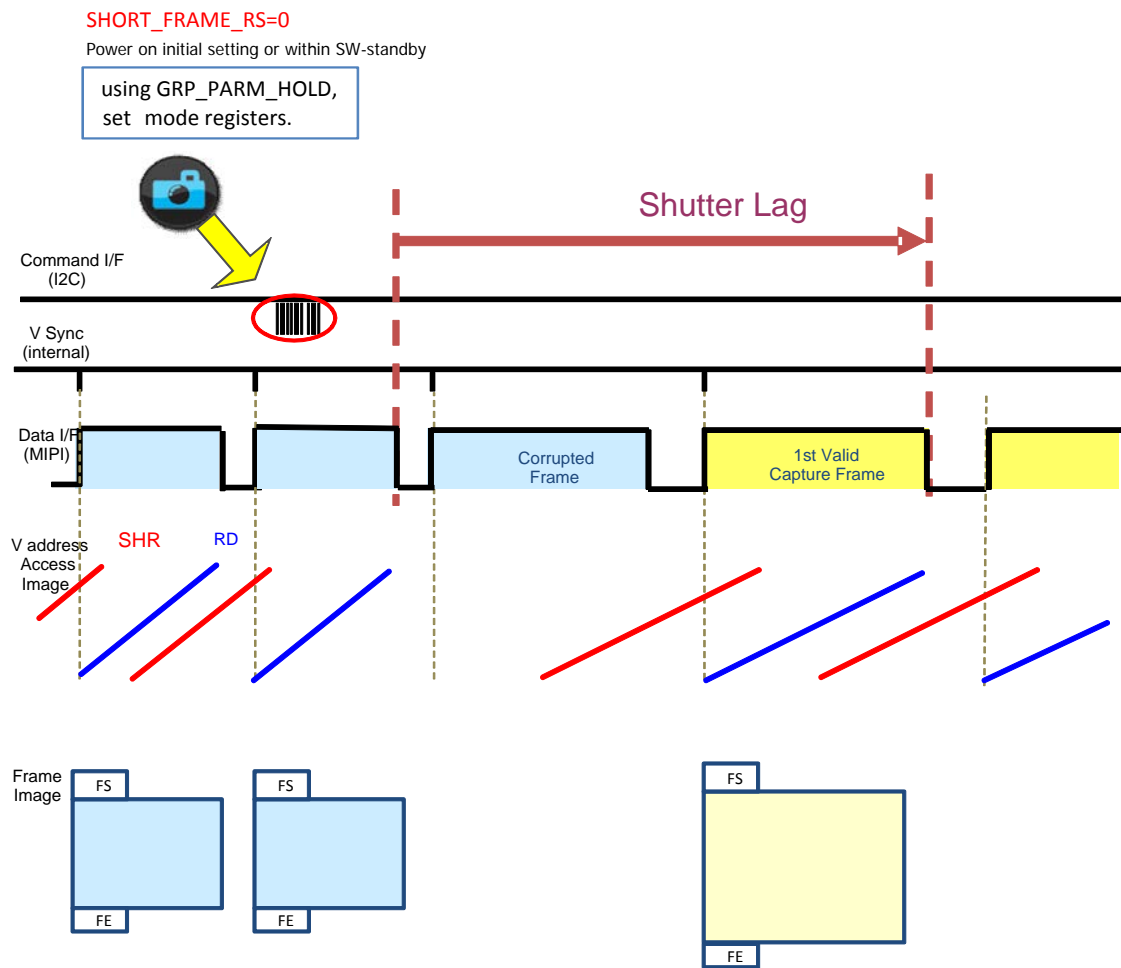 SHORT_FRAME_RS=0
Power on initial setting or within SW-standby
using GRP_PARM_HOLD,
set mode registers.
Shutter Lag
Command I/F
(I2C)
V Sync
(internal)
Data I/F
(MIPI)
Corrupted
Frame
1st Valid
Capture Frame
V address
Access
Image
SHR
RD
Frame
Image
FS
FS
FS
FE
FE
FE